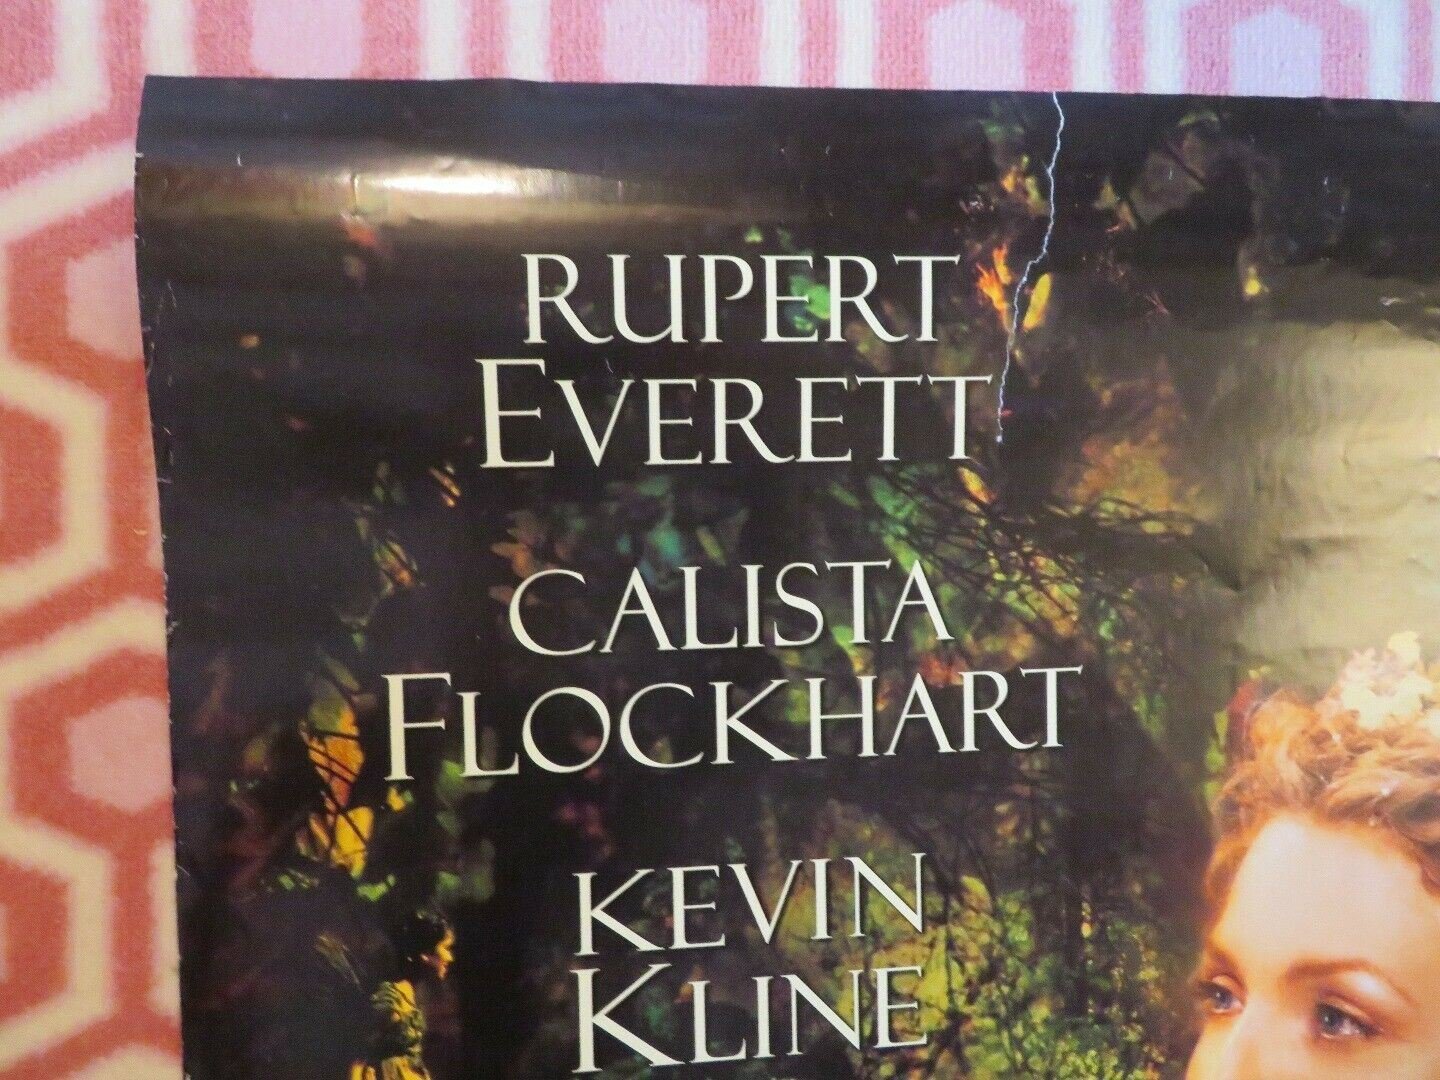 RUPERT
EVERETT
CALISTA
FLOCKHART
KEVIN
KLINE